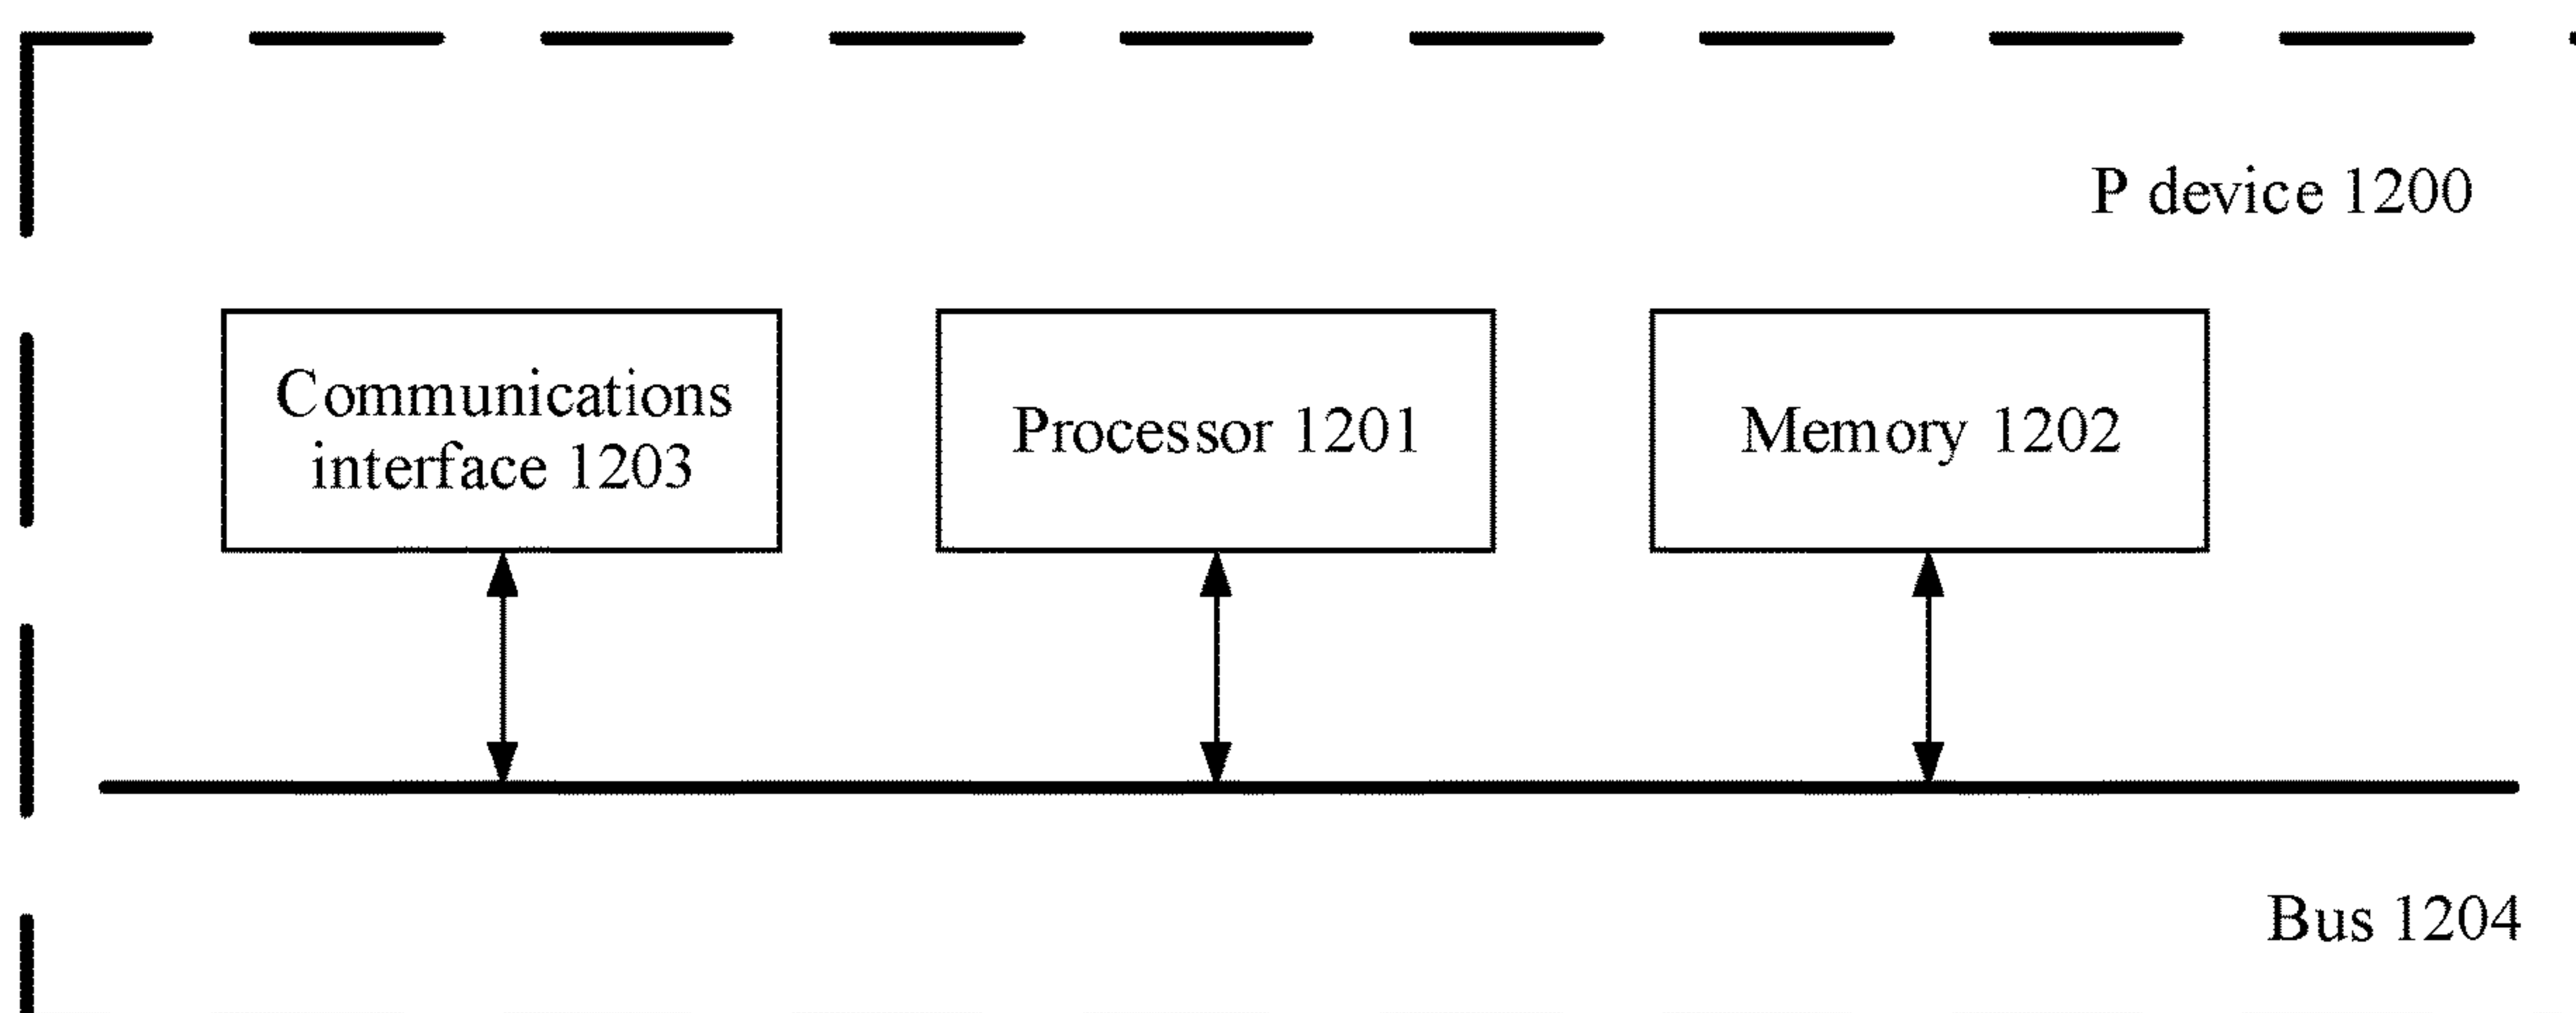 P device 1200
Communications
interface 1203
Processor 1201
Memory 1202
Bus 1204